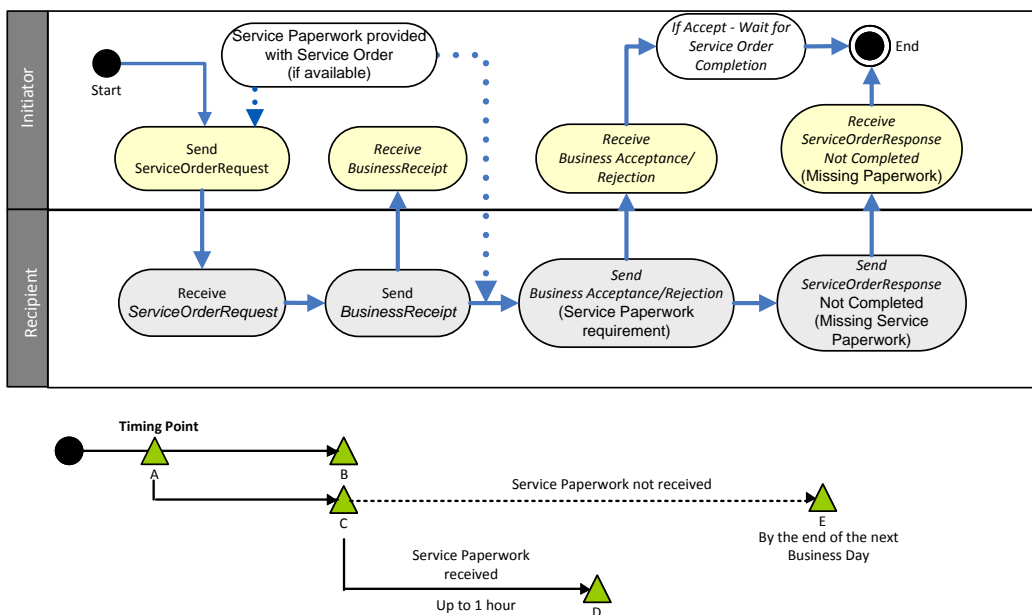 Initiator
Start
Send
ServiceOrderRequest
Service Paperwork provided
with Service Order
(if available)
Receive
BusinessReceipt
Receive
Business Acceptance/
Rejection
If Accept - Wait for
Service Order
Completion
End
Receive
ServiceOrderResponse
Not Completed
(Missing Paperwork)
Recipient
Receive
ServiceOrderRequest
Send
BusinessReceipt
Send
Business Acceptance/Rejection
(Service Paperwork
requirement)
Send
ServiceOrderResponse
Not Completed
(Missing Service
Paperwork)
Timing Point
A
B
C
Service Paperwork not received
E
By the end of the next
Business Day
Service Paperwork
received
Up to 1 hour
D